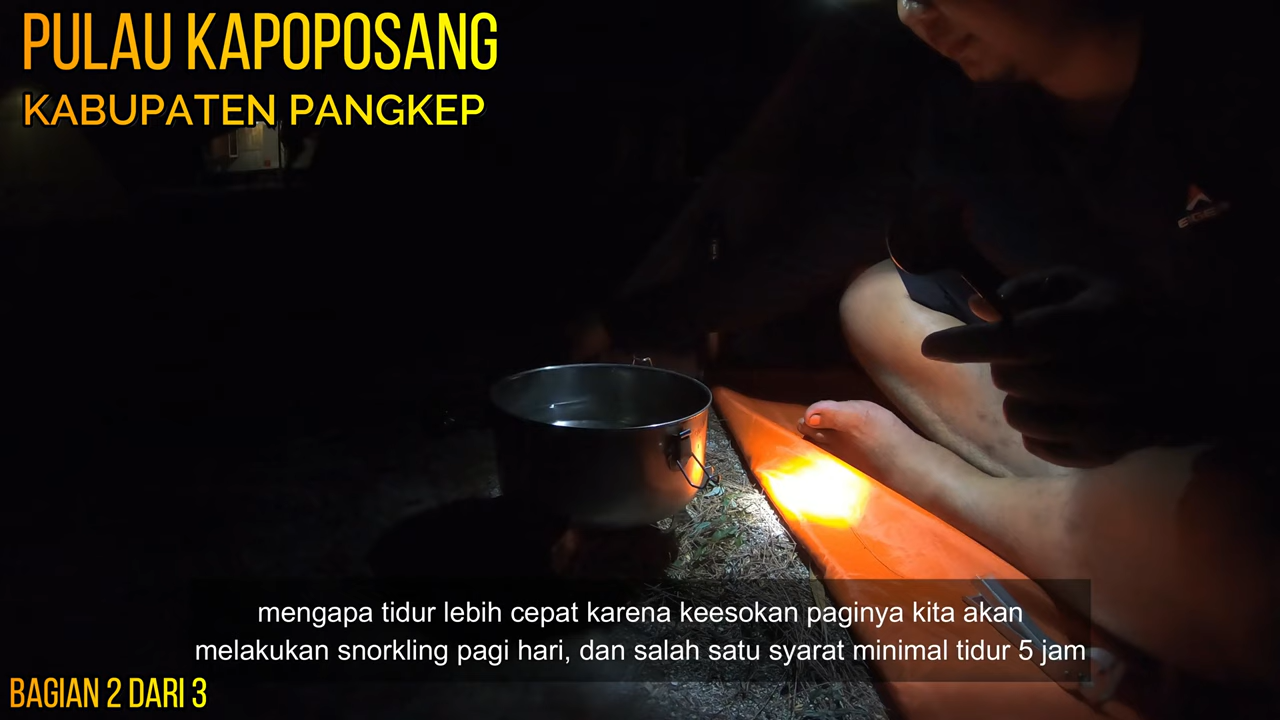 PULAU KAPOPOSANG
KABUPATEN PANGKEP
mengapa tidur lebih cepat karena keesokan paginya kita akan
melakukan snorkling pagi hari, dan salah satu syarat minimal tidur 5 jam
BAGIAN 2 DARI 3